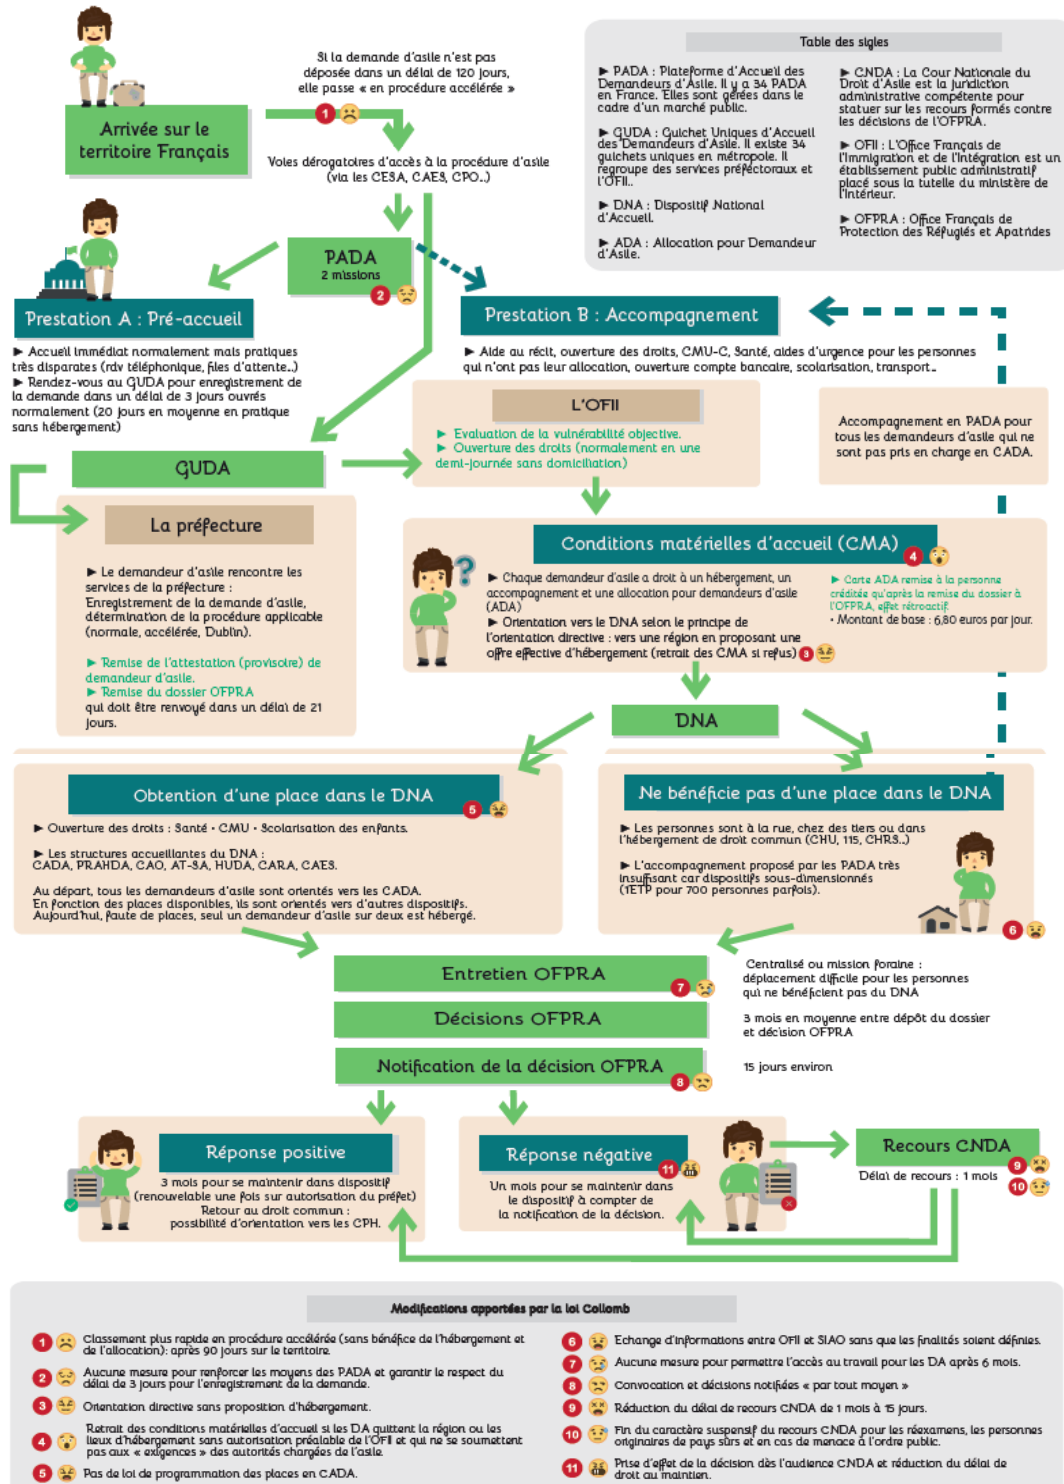 Si la demande d'asile n'est pas
déposée dans un délai de 120 jours,
elle passe « en procédure accélérée »
1
Arrivée sur le
territoire Français
Voies dérogatoires d'accès à la procédure d'asile
(via les CESA, CAES, CPO...)
Table des sigles
► PADA : Plateforme d'Accueil des
Demandeurs d'Asile. Il y a 34 PADA
en France. Elles sont gérées dans le
cadre d'un marché public.
► GUDA : Guichet Uniques d'Accueil
des Demandeurs d'Asile. Il existe 34
guichets uniques en métropole. Il
regroupe des services préfectoraux et
l'OFII..
► DNA : Dispositif National
d'Accueil.
► ADA : Allocation pour Demandeur
d'Asile.
► CNDA : La Cour Nationale du
Droit d'Asile est la juridiction
administrative compétente pour
statuer sur les recours formés contre
les décisions de l'OFPRA.
► OFII : L'Office Français de
l'Immigration et de l'Intégration est un
établissement public administratif
placé sous la tutelle du ministère de
l'Intérieur.
► OFPRA : Office Français de
Protection des Réfugiés et Apatrides
PADA
2 missions
2
Prestation A : Pré-accueil
► Accueil immédiat normalement mais pratiques
très disparates (rdv téléphonique, files d'attente...)
► Rendez-vous au GUDA pour enregistrement de
la demande dans un délai de 3 jours ouvrés
normalement (20 jours en moyenne en pratique
sans hébergement)
Prestation B : Accompagnement
► Aide au récit, ouverture des droits, CMU-C, Santé, aides d'urgence pour les personnes
qui n'ont pas leur allocation, ouverture compte bancaire, scolarisation, transport...
L'OFII
► Evaluation de la vulnérabilité objective.
► Ouverture des droits (normalement en une
demi-journée sans domiciliation)
Accompagnement en PADA pour
tous les demandeurs d'asile qui ne
sont pas pris en charge en CADA.
GUDA
La préfecture
► Le demandeur d'asile rencontre les
services de la préfecture :
Enregistrement de la demande d'asile,
détermination de la procédure applicable
(normale, accélérée, Dublin).
► Remise de l'attestation (provisoire) de
demandeur d'asile.
► Remise du dossier OFPRA
qui doit être renvoyé dans un délai de 21
jours.
Conditions matérielles d'accueil (CMA)
4
► Chaque demandeur d'asile a droit à un hébergement, un
accompagnement et une allocation pour demandeurs d'asile
(ADA)
► Orientation vers le DNA selon le principe de
l'orientation directive : vers une région en proposant une
offre effective d'hébergement (retrait des CMA si refus) 3
► Carte ADA remise à la personne
créditée qu'après la remise du dossier à
l'OFPRA, effet rétroactif.
• Montant de base : 6,80 euros par jour.
DNA
Obtention d'une place dans le DNA
5
► Ouverture des droits : Santé - CMU - Scolarisation des enfants.
► Les structures accueillantes du DNA :
CADA, PRAHDA, CAO, AT-SA, HUDA, CARA, CAES.
Au départ, tous les demandeurs d'asile sont orientés vers les CADA.
En fonction des places disponibles, ils sont orientés vers d'autres dispositifs.
Aujourd'hui, faute de places, seul un demandeur d'asile sur deux est hébergé.
Ne bénéficie pas d'une place dans le DNA
► Les personnes sont à la rue, chez des tiers ou dans
l'hébergement de droit commun (CHU, 115, CHRS...)
► L'accompagnement proposé par les PADA très
insuffisant car dispositifs sous-dimensionnés
(1ETP pour 700 personnes parfois).
6
Entretien OFPRA
7
Centralisé ou mission foraine :
déplacement difficile pour les personnes
qui ne bénéficient pas du DNA
Décisions OFPRA
3 mois en moyenne entre dépôt du dossier
et décision OFPRA
Notification de la décision OFPRA
8
15 jours environ
Réponse positive
3 mois pour se maintenir dans dispositif
(renouvelable une fois sur autorisation du préfet)
Retour au droit commun :
possibilité d'orientation vers les CPH.
Réponse négative
11
Un mois pour se maintenir dans
le dispositif à compter de
la notification de la décision.
Recours CNDA
9
Délai de recours : 1 mois
10
Modifications apportées par la loi Collomb
1 Classement plus rapide en procédure accélérée (sans bénéfice de l'hébergement et
de l'allocation): après 90 jours sur le territoire.
2 Aucune mesure pour renforcer les moyens des PADA et garantir le respect du
délai de 3 jours pour l'enregistrement de la demande.
3 Orientation directive sans proposition d'hébergement.
4 Retrait des conditions matérielles d'accueil si les DA quittent la région ou les
lieux d'hébergement sans autorisation préalable de l'OFII et qui ne se soumettent
pas aux « exigences » des autorités chargées de l'asile.
5 Pas de loi de programmation des places en CADA.
6 Echange d'informations entre OFII et SIAO sans que les finalités soient définies.
7 Aucune mesure pour permettre l'accès au travail pour les DA après 6 mois.
8 Convocation et décisions notifiées « par tout moyen »
9 Réduction du délai de recours CNDA de 1 mois à 15 jours.
10 Fin du caractère suspensif du recours CNDA pour les réexamens, les personnes
originaires de pays sûrs et en cas de menace à l'ordre public.
11 Prise d'effet de la décision dès l'audience CNDA et réduction du délai de
droit au maintien.